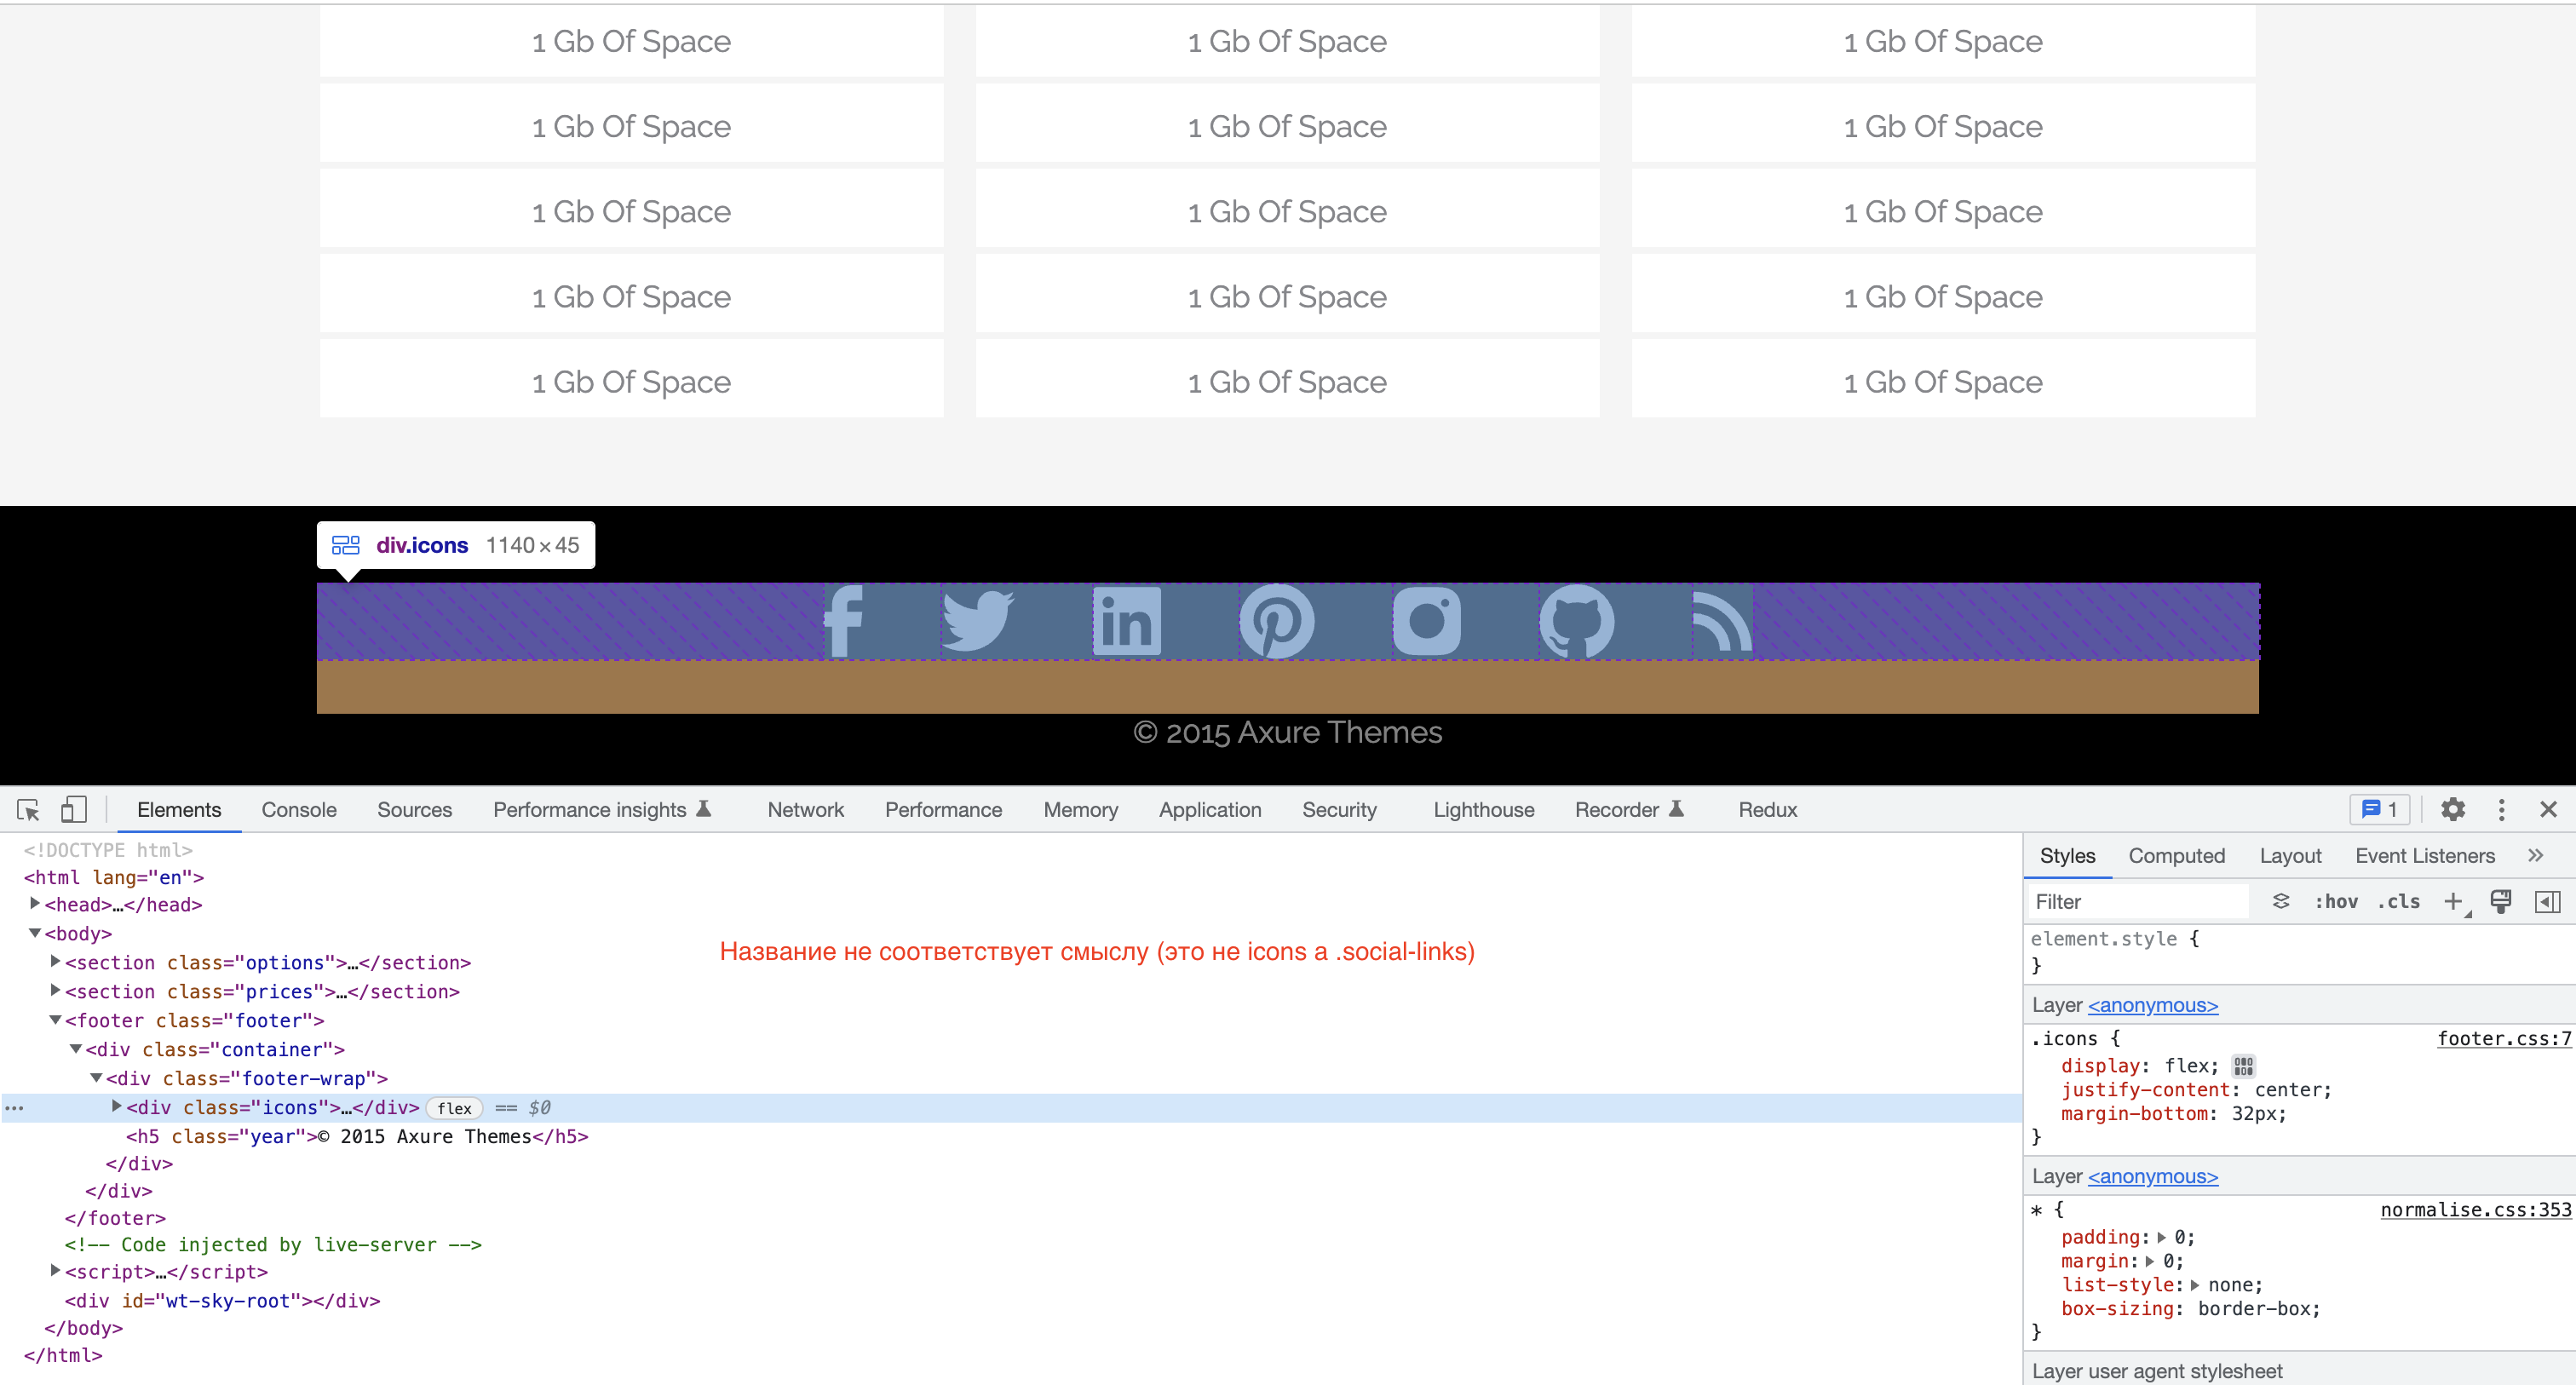 1 Gb Of Space 1 Gb Of Space 1 Gb Of Space
1 Gb Of Space 1 Gb Of Space 1 Gb Of Space
1 Gb Of Space 1 Gb Of Space 1 Gb Of Space
1 Gb Of Space 1 Gb Of Space 1 Gb Of Space
1 Gb Of Space 1 Gb Of Space 1 Gb Of Space
div.icons 1140×45
© 2015 Axure Themes
Elements Console Sources Performance insights Network Performance Memory Application Security Lighthouse Recorder Redux 1
<!DOCTYPE html>
<html lang="en">
<head>…</head>
<body>
<section class="options">…</section>
<section class="prices">…</section>
<footer class="footer">
<div class="container">
<div class="footer-wrap">
<div class="icons">…</div> flex == $0
<h5 class="year">© 2015 Axure Themes</h5>
</div>
</div>
</footer>
<!-- Code injected by live-server -->
<script>…</script>
<div id="wt-sky-root"></div>
</body>
</html>
Название не соответствует смыслу (это не icons а .social-links)
Styles Computed Layout Event Listeners »
Filter :hov .cls +
element.style {
}
Layer <anonymous>
.icons { footer.css:7
display: flex;
justify-content: center;
margin-bottom: 32px;
}
Layer <anonymous>
* { normalise.css:353
padding: 0;
margin: 0;
list-style: none;
box-sizing: border-box;
}
Layer user agent stylesheet